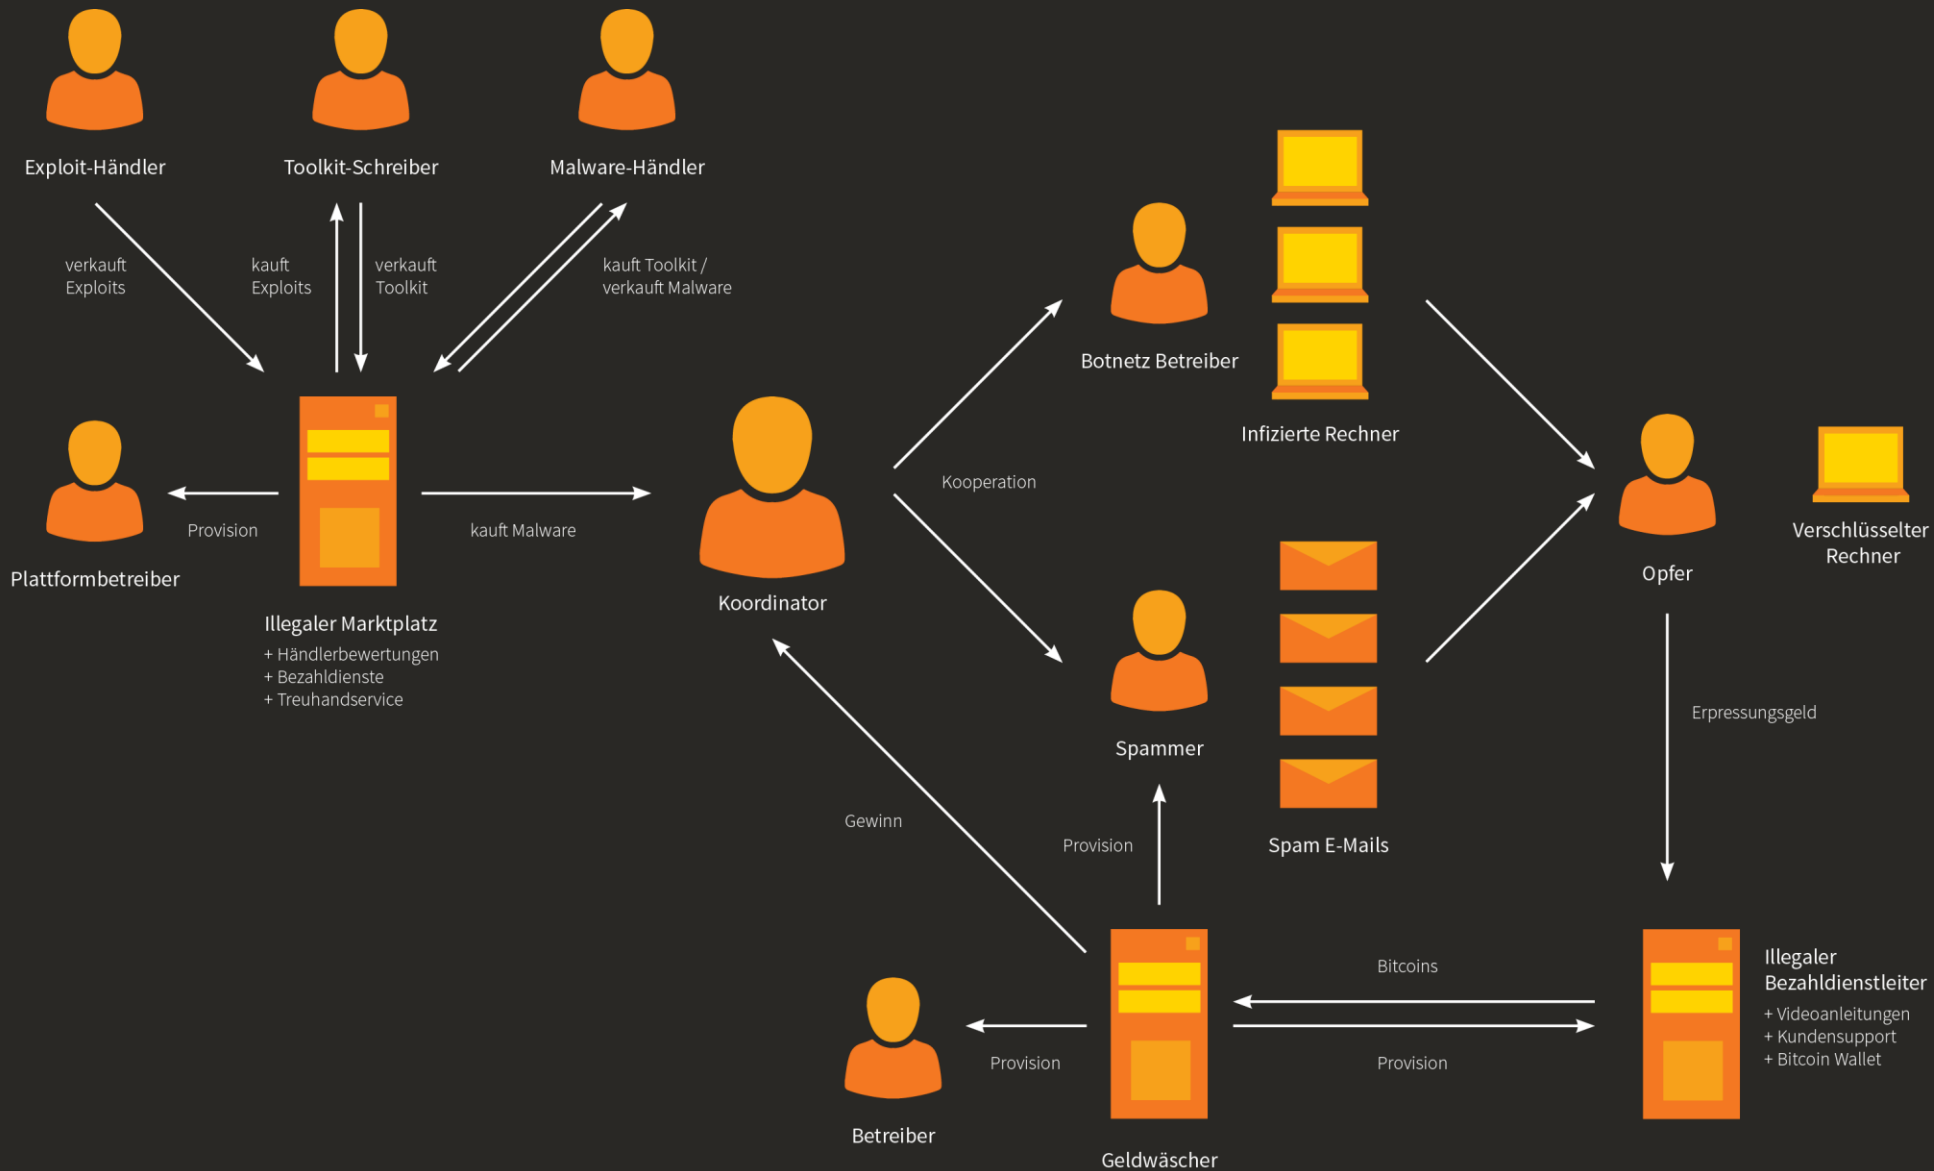 Exploit-Händler
Toolkit-Schreiber
Malware-Händler
verkauft
Exploits
kauft
Exploits
verkauft
Toolkit
kauft Toolkit /
verkauft Malware
Botnetz Betreiber
Infizierte Rechner
Plattformbetreiber
Provision
Illegaler Marktplatz
+ Händlerbewertungen
+ Bezahldienste
+ Treuhandservice
kauft Malware
Koordinator
Kooperation
Opfer
Verschlüsselter
Rechner
Spammer
Spam E-Mails
Erpressungsgeld
Gewinn
Provision
Bitcoins
Provision
Provision
Betreiber
Geldwäscher
Illegaler
Bezahldienstleiter
+ Videoanleitungen
+ Kundensupport
+ Bitcoin Wallet